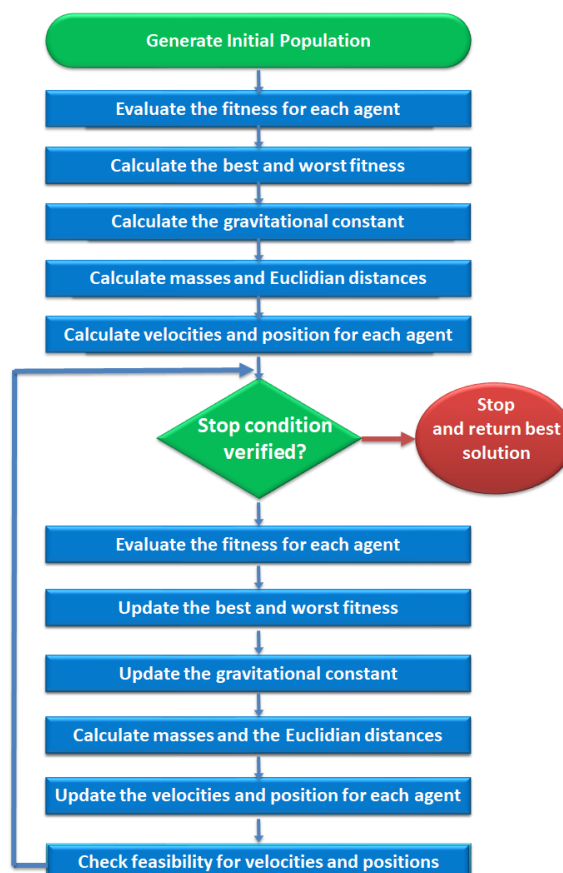 Generate Initial Population
Evaluate the fitness for each agent
Calculate the best and worst fitness
Calculate the gravitational constant
Calculate masses and Euclidian distances
Calculate velocities and position for each agent
Stop condition
verified?
Stop
and return best
solution
Evaluate the fitness for each agent
Update the best and worst fitness
Update the gravitational constant
Calculate masses and the Euclidian distances
Update the velocities and position for each agent
Check feasibility for velocities and positions